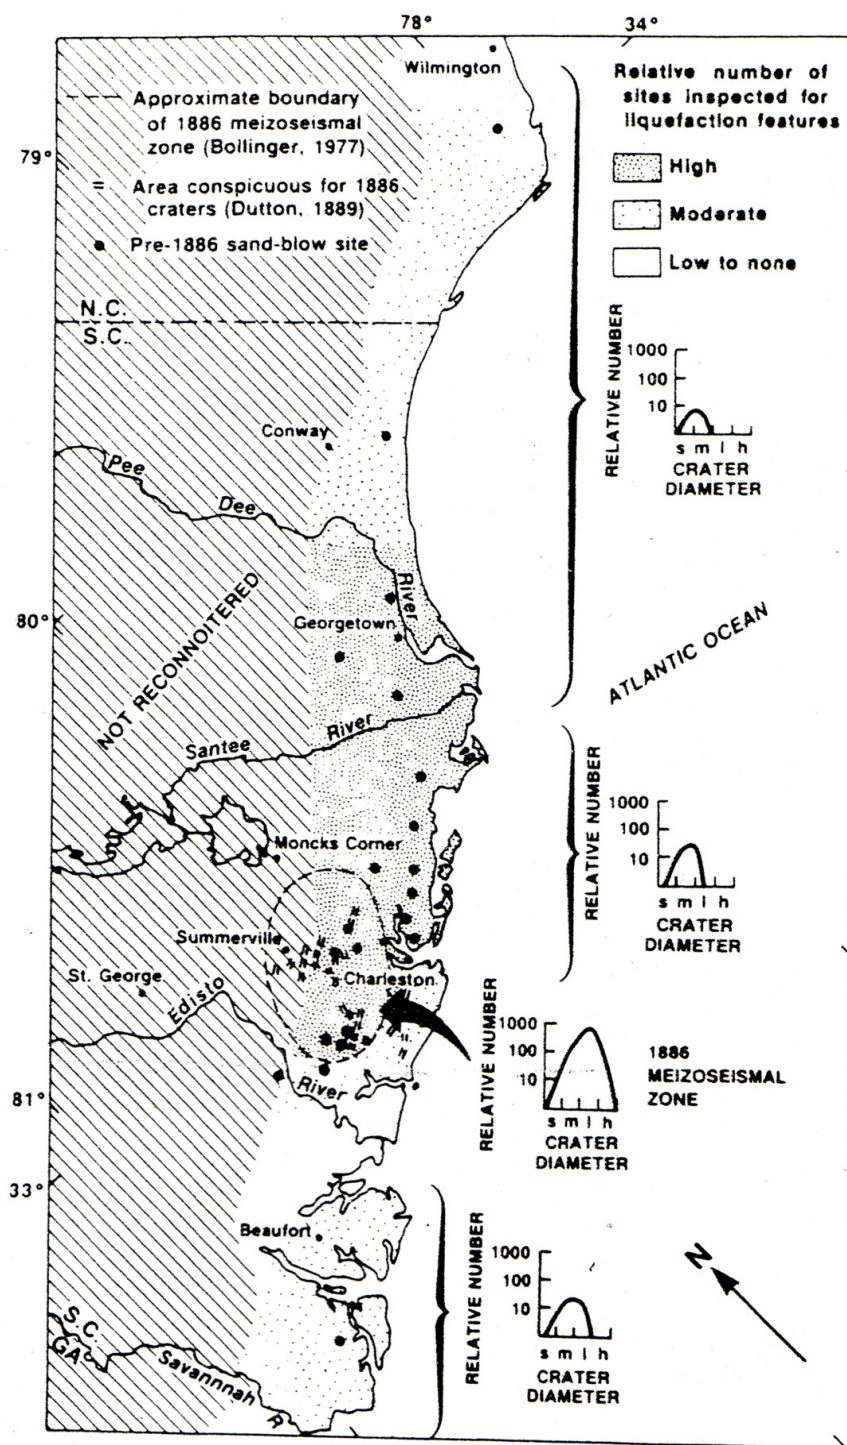 78°
34°
Wilmington
Approximate boundary
of 1886 meizoseismal
zone (Bollinger, 1977)
= Area conspicuous for 1886
craters (Dutton, 1889)
Pre-1886 sand-blow site
Relative number of
sites inspected for
liquefaction features
High
Moderate
Low to none
79°
N.C.
S.C.
RELATIVE NUMBER
1000
100
10
s m l h
CRATER
DIAMETER
Conway
Pee
Dee
River
Georgetown
80°
NOT RECONNOITERED
ATLANTIC OCEAN
Santee
River
Moncks Corner
RELATIVE NUMBER
1000
100
10
s m l h
CRATER
DIAMETER
Summerville
St. George
Charleston
Edisto
River
RELATIVE NUMBER
1000
100
10
s m l h
CRATER
DIAMETER
1886
MEIZOSEISMAL
ZONE
81°
33°
Beaufort
RELATIVE NUMBER
1000
100
10
s m l h
CRATER
DIAMETER
N
S.C.
GA.
Savannnah R